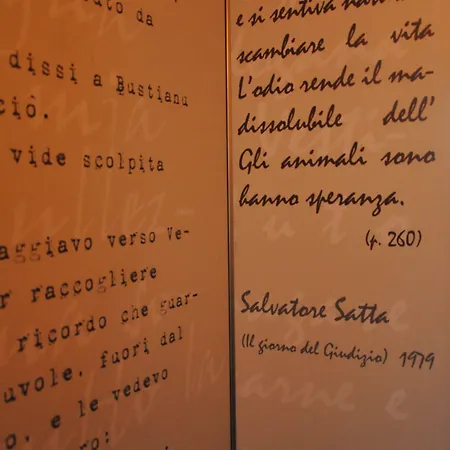 dissi a Bustianu
ciò.
vide scolpita
aggiavo verso Ve-
r raccogliere
ricordo che guar-
uvole, fuori dal
o, e le vedevo
e si sentiva
scambiare la vita
L'odio rende il ma-
dissolubile dell'
Gli animali sono
hanno speranza.
(p. 260)
Salvatore Satta
(Il giorno del Giudizio) 1979